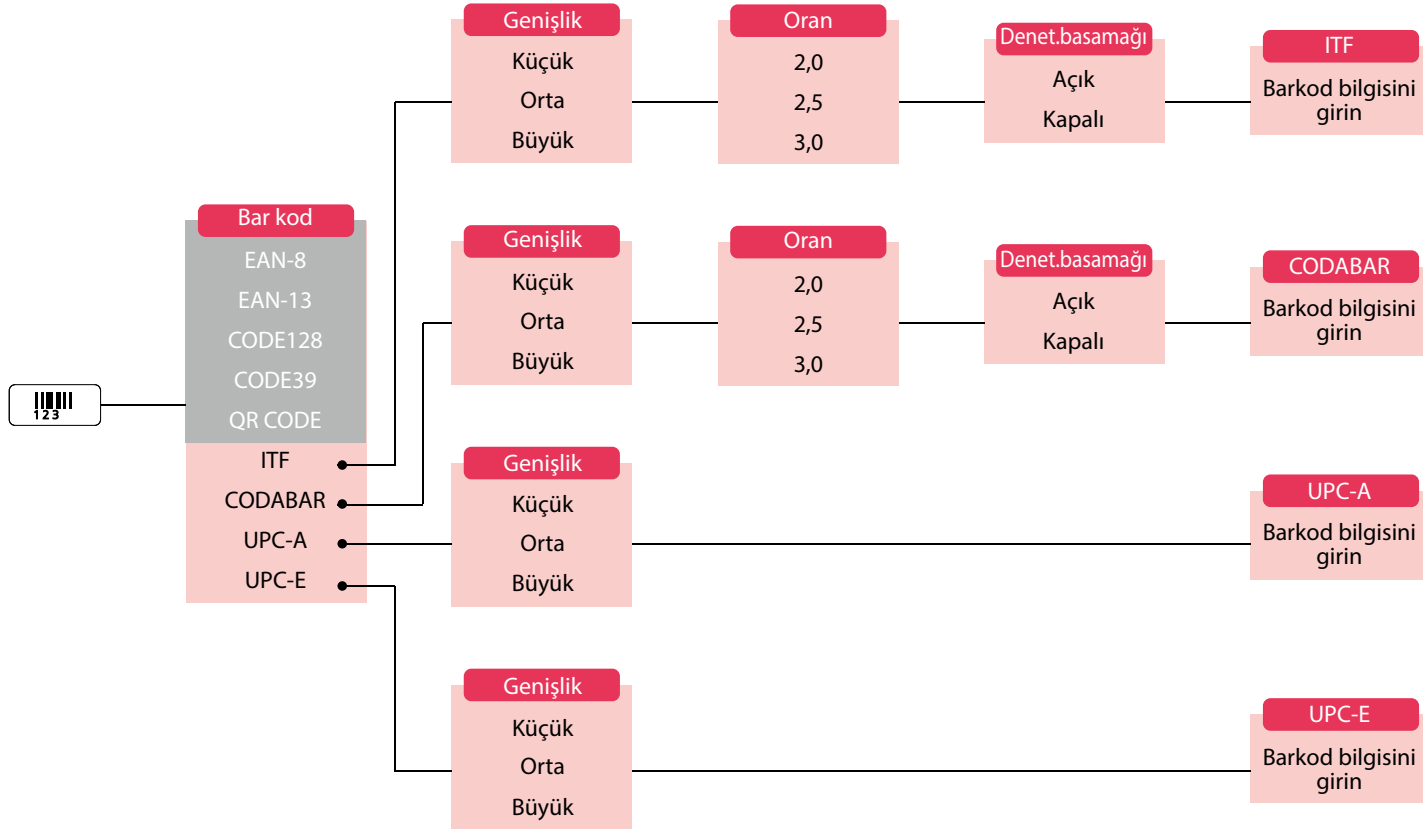 Genişlik
Küçük
Orta
Büyük
Oran
2,0
2,5
3,0
Denet.basamağı
Açık
Kapalı
ITF
Barkod bilgisini
girin
Bar kod
EAN-8
EAN-13
CODE128
CODE39
QR CODE
ITF
CODABAR
UPC-A
UPC-E
123
Genişlik
Küçük
Orta
Büyük
Oran
2,0
2,5
3,0
Denet.basamağı
Açık
Kapalı
CODABAR
Barkod bilgisini
girin
Genişlik
Küçük
Orta
Büyük
UPC-A
Barkod bilgisini
girin
Genişlik
Küçük
Orta
Büyük
UPC-E
Barkod bilgisini
girin